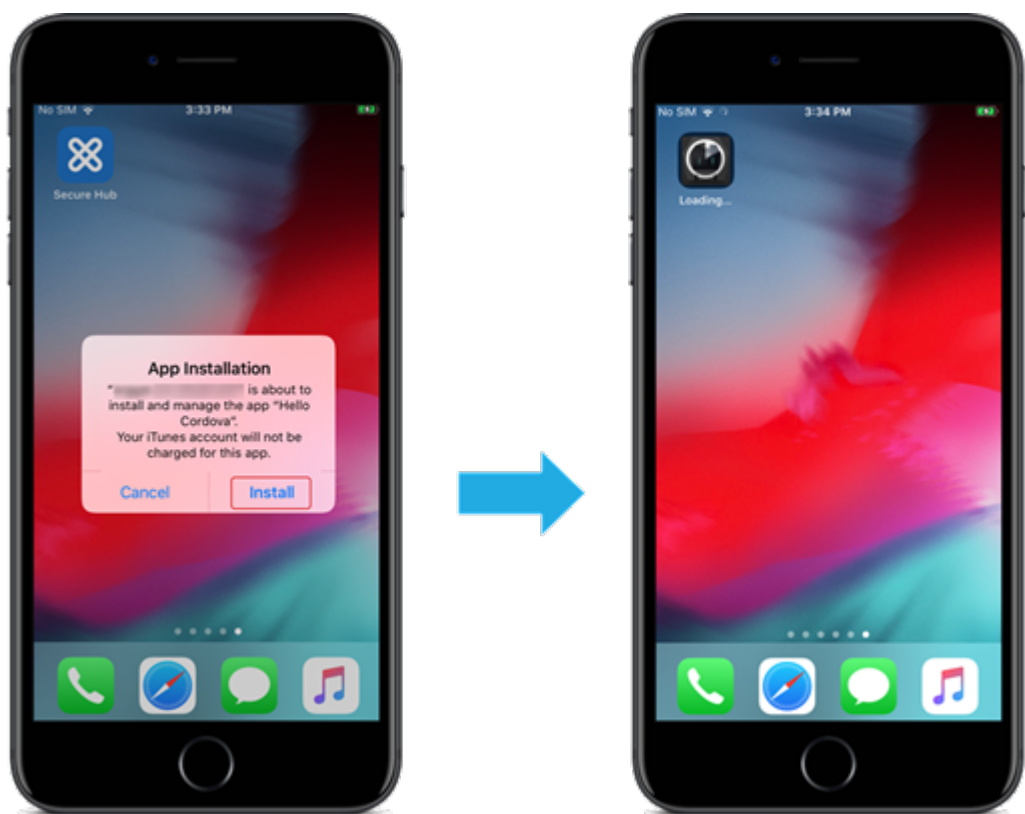 No SIM 3:33 PM
Secure Hub
App Installation
" is about to
install and manage the app "Hello
Cordova".
Your iTunes account will not be
charged for this app.
Cancel Install
No SIM 3:34 PM
Loading...